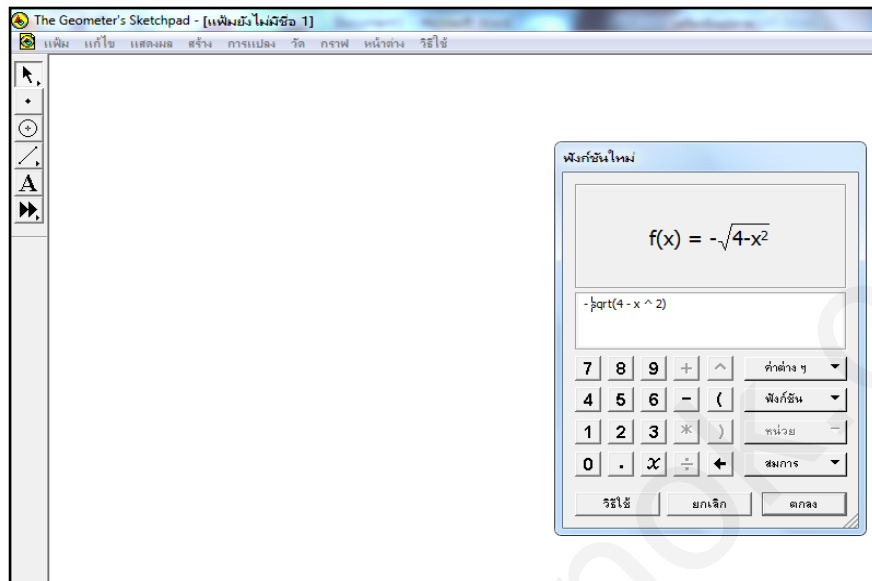 The Geometer's Sketchpad - [แฟ้มยังไม่มีชื่อ 1]
แฟ้ม แก้ไข แสดงผล สร้าง การแปลง วัด กราฟ หน้าต่าง วิธีใช้
A
ฟังก์ชันใหม่
f(x) = -√4-x²
- sqrt(4 - x ^ 2)
7 8 9 + ^ ค่าต่าง ๆ
4 5 6 - ( ฟังก์ชัน
1 2 3 * ) หน่วย
0 . x ÷ ← สมการ
วิธีใช้ ยกเลิก ตกลง